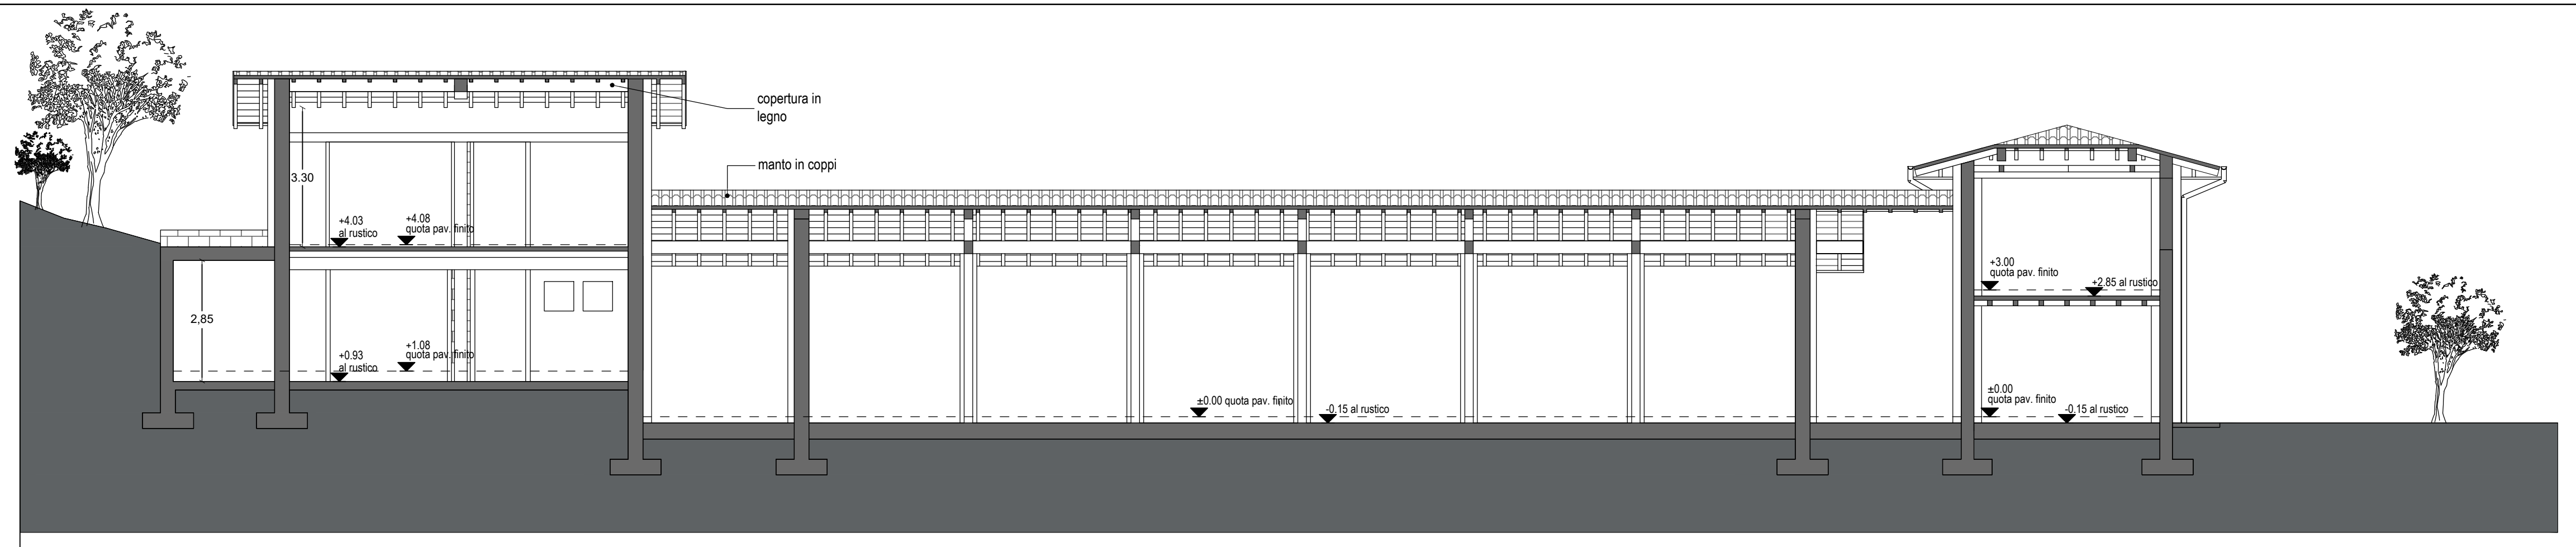 copertura in
legno
manto in coppi
3.30
+4.03
al rustico
+4.08
quota pav. finito
2,85
+0.93
al rustico
+1.08
quota pav. finito
±0.00 quota pav. finito
-0.15 al rustico
+3.00
quota pav. finito
+2.85 al rustico
±0.00
quota pav. finito
-0.15 al rustico